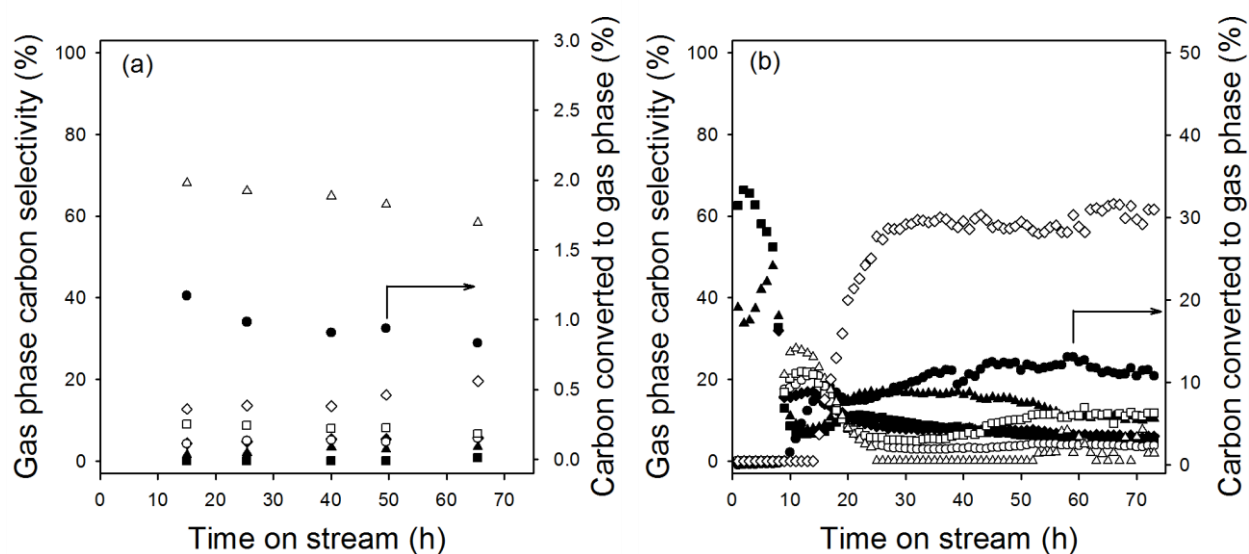 (a)
Gas phase carbon selectivity (%)
100
80
60
40
20
0
3.0
2.5
2.0
1.5
1.0
0.5
0.0
Carbon converted to gas phase (%)
0 10 20 30 40 50 60 70
Time on stream (h)
(b)
Gas phase carbon selectivity (%)
100
80
60
40
20
0
50
40
30
20
10
0
Carbon converted to gas phase (%)
0 10 20 30 40 50 60 70
Time on stream (h)